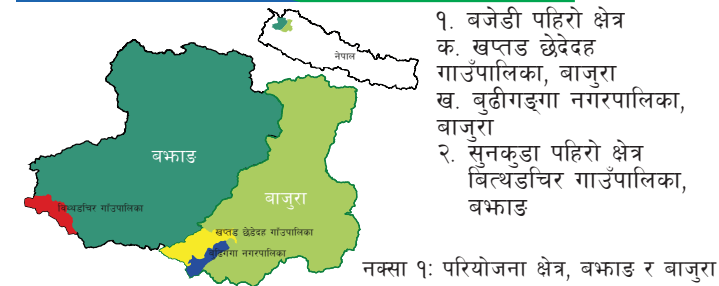 नेपाल
बझाङ
बाजुरा
बित्थडचिर गाउँपालिका
खप्तड छेडेदह गाउँपालिका
बुढिगंगा नगरपालिका
१. बजेडी पहिरो क्षेत्र
क. खप्तड छेदेदह
गाउँपालिका, बाजुरा
ख. बुढीगङ्गा नगरपालिका,
बाजुरा
२. सुनकुडा पहिरो क्षेत्र
बित्थडचिर गाउँपालिका,
बझाङ
नक्सा १: परियोजना क्षेत्र, बझाङ र बाजुरा